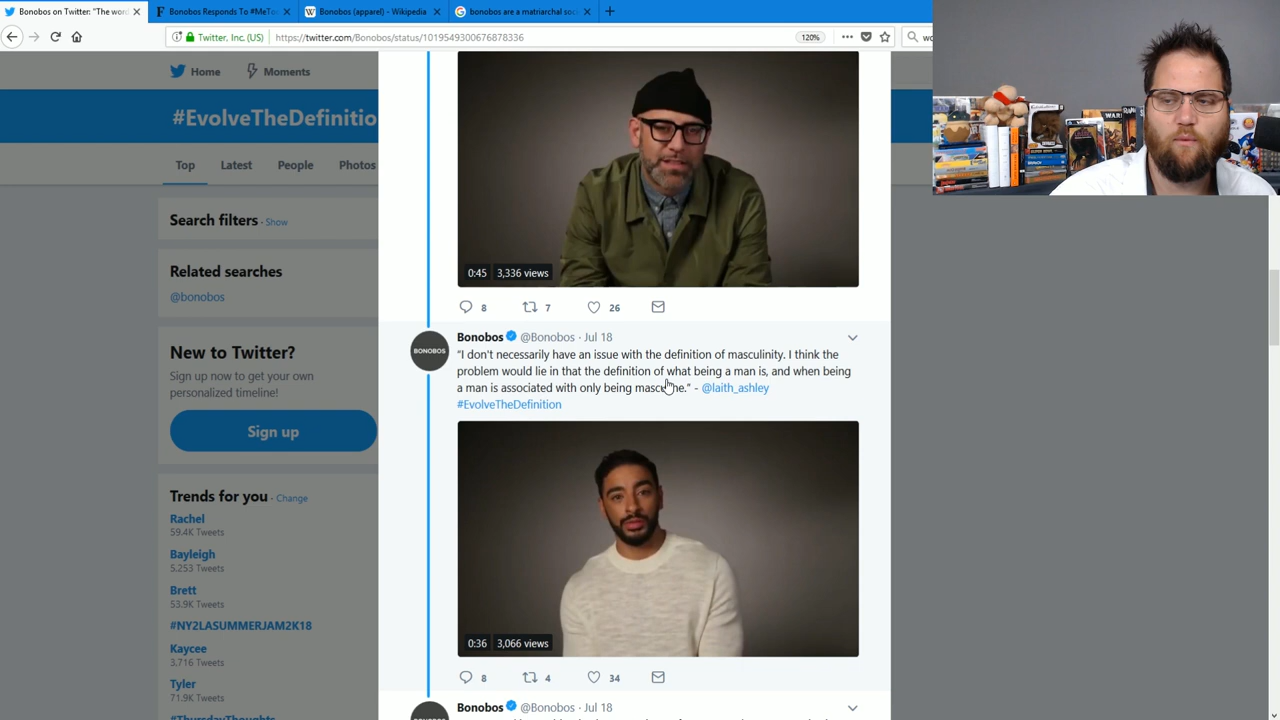 Bonobos on Twitter: "The word
Bonobos Responds To #MeToo
Bonobos (apparel) - Wikipedia
bonobos are a matriarchal soc
Twitter, Inc. (US)
https://twitter.com/Bonobos/status/1019549300676878336
120%
Home
Moments
#EvolveTheDefinitio
Top
Latest
People
Photos
Search filters · Show
Related searches
@bonobos
New to Twitter?
Sign up now to get your own
personalized timeline!
Sign up
Trends for you · Change
Rachel
59.4K Tweets
Bayleigh
5,253 Tweets
Brett
53.9K Tweets
#NY2LASUMMERJAM2K18
Kaycee
3,716 Tweets
Tyler
71.9K Tweets
#ThursdayThoughts
0:45 3,336 views
8 7 26
BONOBOS
Bonobos @Bonobos · Jul 18
"I don't necessarily have an issue with the definition of masculinity. I think the
problem would lie in that the definition of what being a man is, and when being
a man is associated with only being masculine." - @laith_ashley
#EvolveTheDefinition
0:36 3,066 views
8 4 34
Bonobos @Bonobos · Jul 18